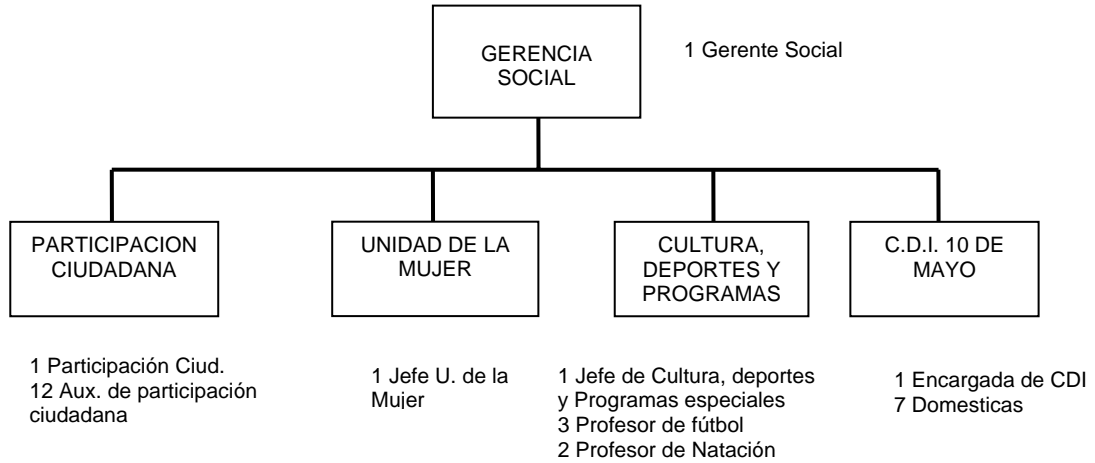 GERENCIA
SOCIAL
1 Gerente Social
PARTICIPACION
CIUDADANA
UNIDAD DE LA
MUJER
CULTURA,
DEPORTES Y
PROGRAMAS
C.D.I. 10 DE
MAYO
1 Participación Ciud.
12 Aux. de participación
ciudadana
1 Jefe U. de la
Mujer
1 Jefe de Cultura, deportes
y Programas especiales
3 Profesor de fútbol
2 Profesor de Natación
1 Encargada de CDI
7 Domesticas